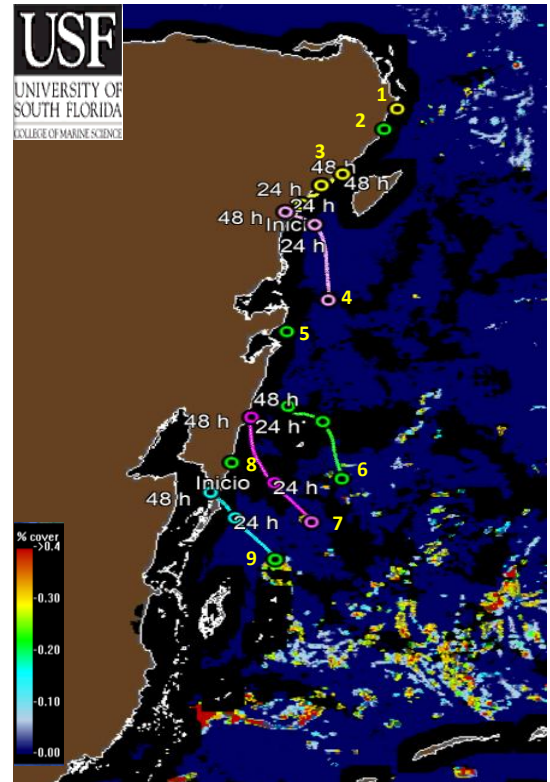 USF
UNIVERSITY OF
SOUTH FLORIDA
COLLEGE OF MARINE SCIENCE
1
2
3
48 h
24 h
48 h
24 h
48 h
Inici
24 h
4
5
48 h
48 h
24 h
6
8
Inicio
24 h
48 h
7
24 h
9
% cover
>0.4
0.30
0.20
0.10
0.00